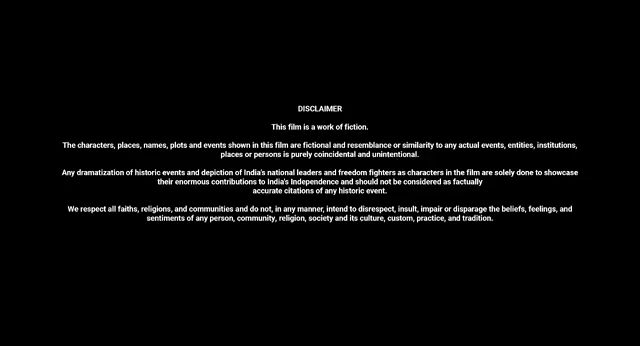 DISCLAIMER
This film is a work of fiction.
The characters, places, names, plots and events shown in this film are fictional and resemblance or similarity to any actual events, entities, institutions,
places or persons is purely coincidental and unintentional.
Any dramatization of historic events and depiction of India's national leaders and freedom fighters as characters in the film are solely done to showcase
their enormous contributions to India's Independence and should not be considered as factually
accurate citations of any historic event.
We respect all faiths, religions, and communities and do not, in any manner, intend to disrespect, insult, impair or disparage the beliefs, feelings, and
sentiments of any person, community, religion, society and its culture, custom, practice, and tradition.